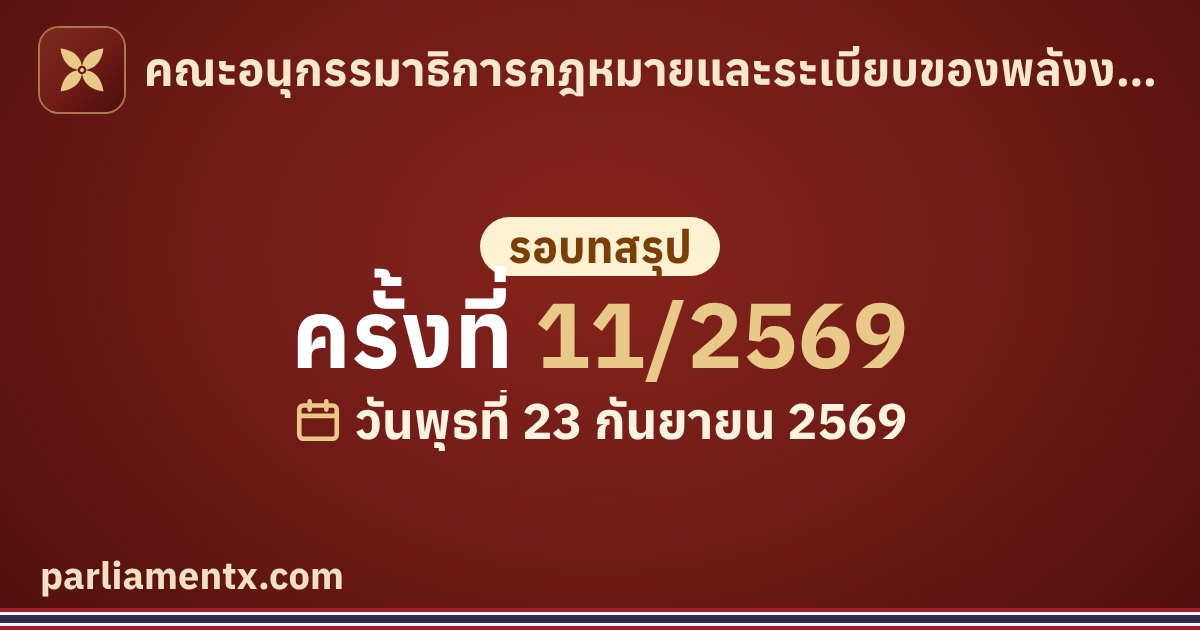 คณะอนุกรรมาธิการกฎหมายและระเบียบของพลังง...
รอบทสรุป
ครั้งที่ 11/2569
วันพุธที่ 23 กันยายน 2569
parliamentx.com